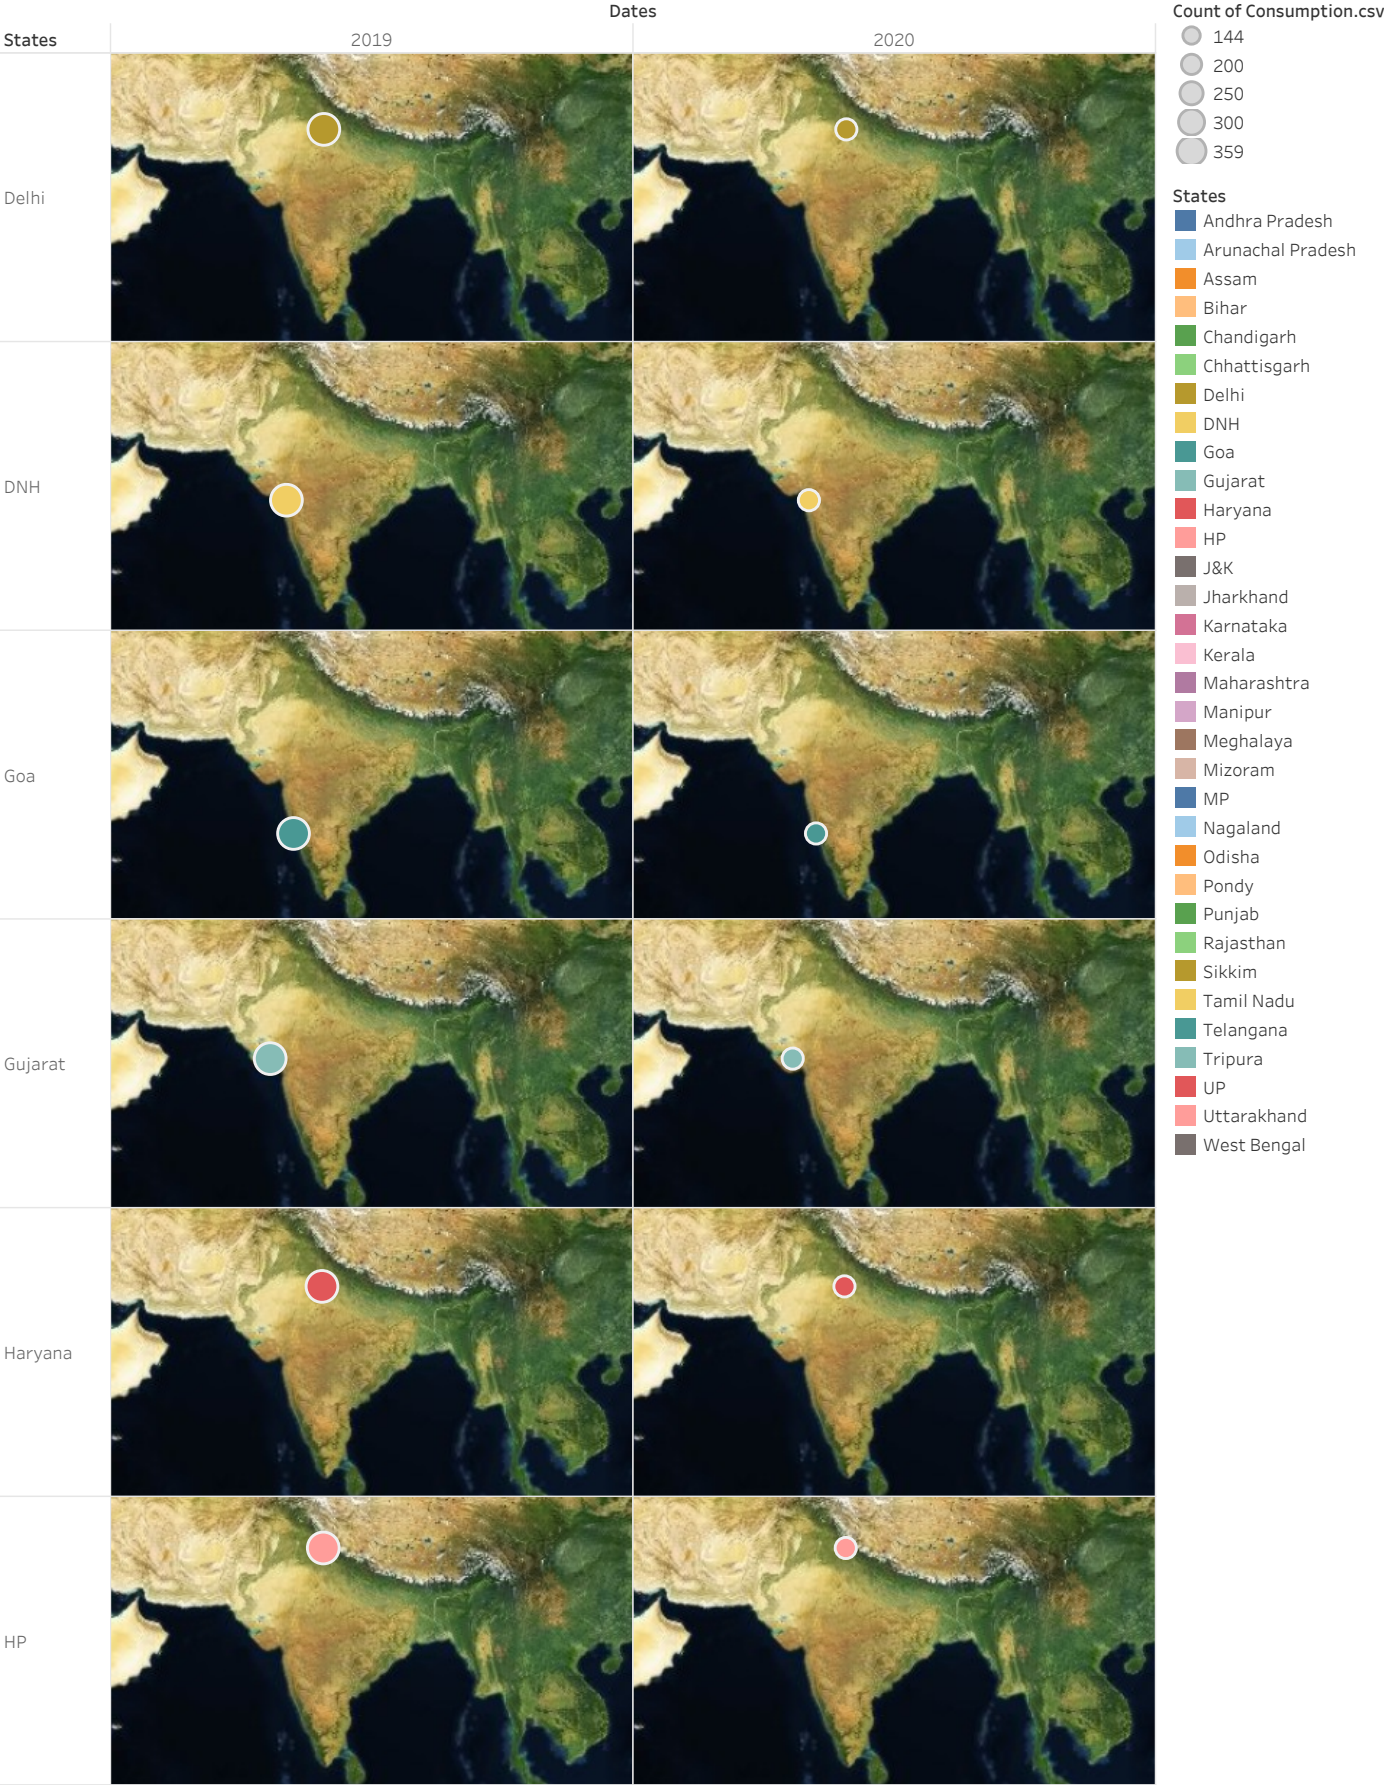 Dates
States
2019
2020
Delhi
DNH
Goa
Gujarat
Haryana
HP
Count of Consumption.csv
144
200
250
300
359
States
Andhra Pradesh
Arunachal Pradesh
Assam
Bihar
Chandigarh
Chhattisgarh
Delhi
DNH
Goa
Gujarat
Haryana
HP
J&K
Jharkhand
Karnataka
Kerala
Maharashtra
Manipur
Meghalaya
Mizoram
MP
Nagaland
Odisha
Pondy
Punjab
Rajasthan
Sikkim
Tamil Nadu
Telangana
Tripura
UP
Uttarakhand
West Bengal